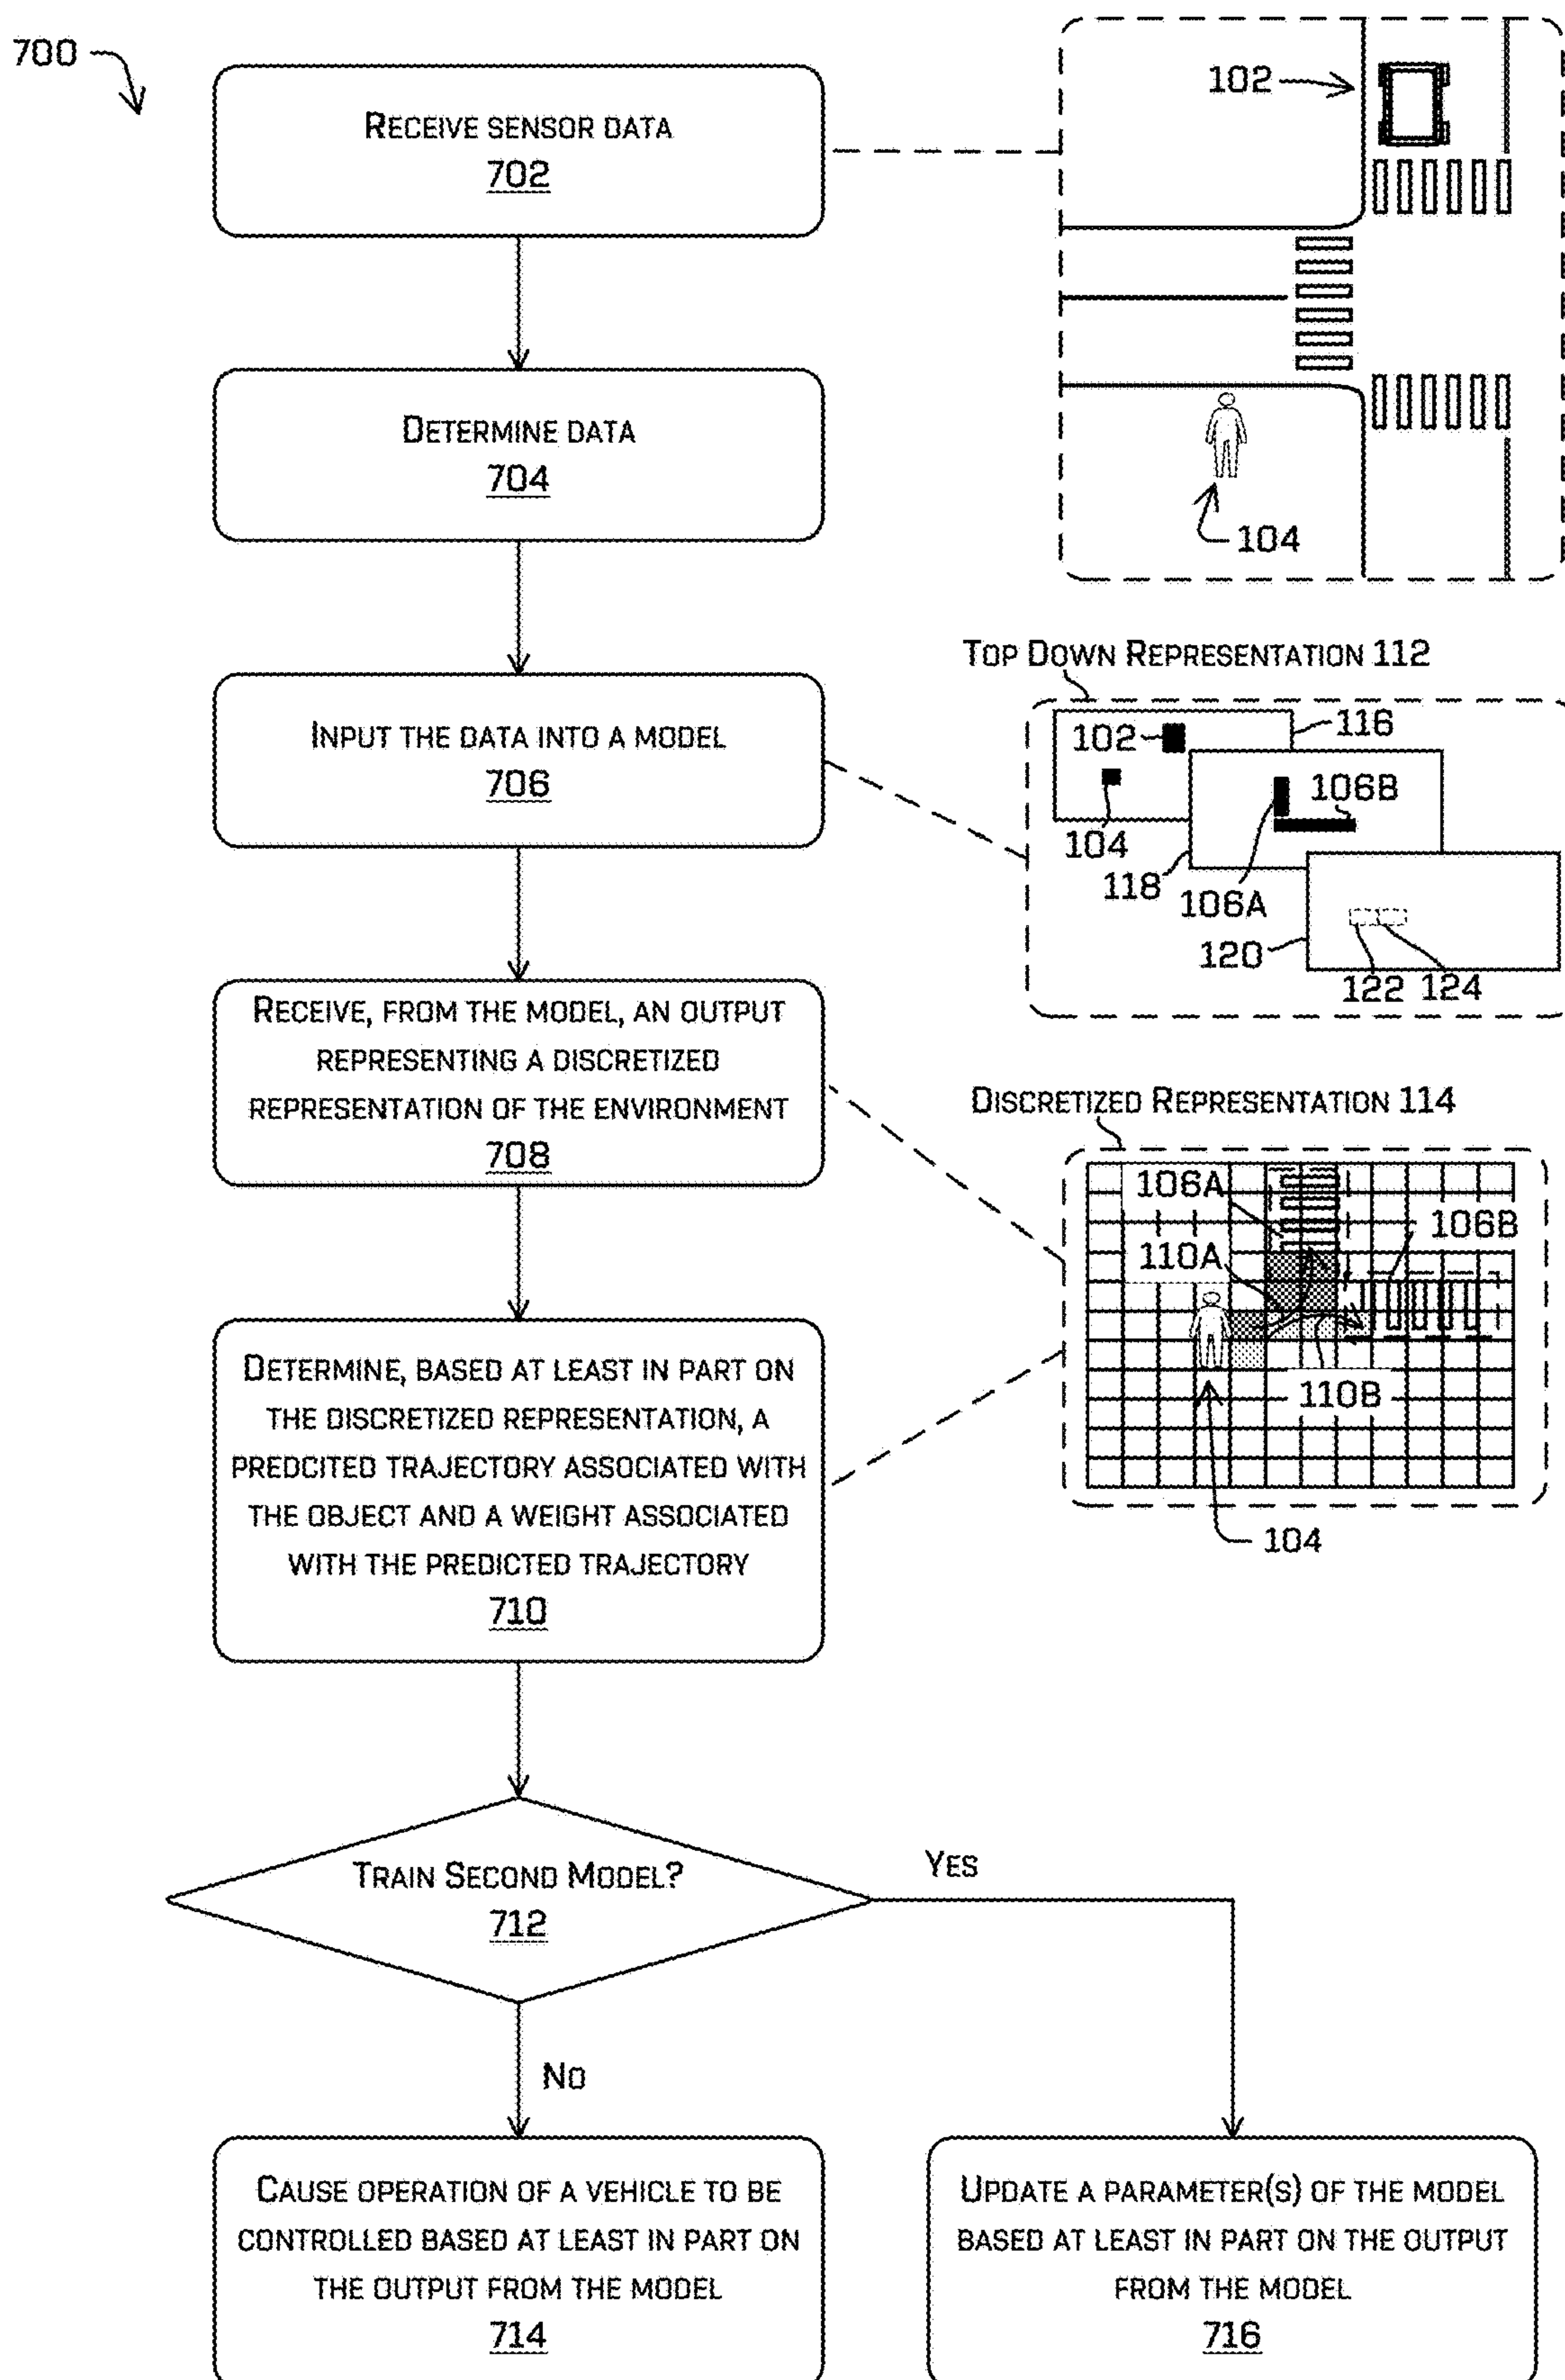 700
RECEIVE SENSOR DATA
702
102
104
DETERMINE DATA
704
TOP DOWN REPRESENTATION 112
INPUT THE DATA INTO A MODEL
706
102
116
104
106B
118
106A
120
122 124
RECEIVE, FROM THE MODEL, AN OUTPUT
REPRESENTING A DISCRETIZED
REPRESENTATION OF THE ENVIRONMENT
708
DISCRETIZED REPRESENTATION 114
106A
106B
110A
110B
104
DETERMINE, BASED AT LEAST IN PART ON
THE DISCRETIZED REPRESENTATION, A
PREDCITED TRAJECTORY ASSOCIATED WITH
THE OBJECT AND A WEIGHT ASSOCIATED
WITH THE PREDICTED TRAJECTORY
710
TRAIN SECOND MODEL?
712
YES
NO
CAUSE OPERATION OF A VEHICLE TO BE
CONTROLLED BASED AT LEAST IN PART ON
THE OUTPUT FROM THE MODEL
714
UPDATE A PARAMETER(S) OF THE MODEL
BASED AT LEAST IN PART ON THE OUTPUT
FROM THE MODEL
716